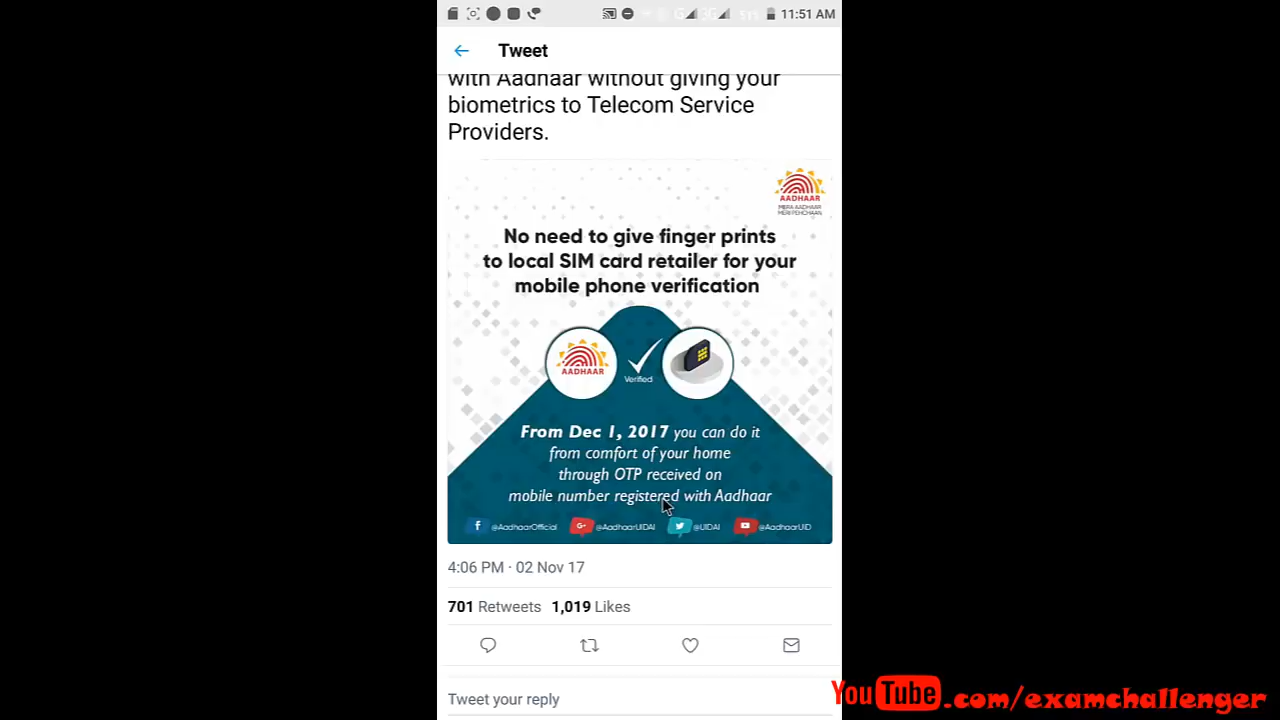 11:51 AM
Tweet
with Aadhaar without giving your
biometrics to Telecom Service
Providers.
AADHAAR
MERA AADHAAR
MERI PEHCHAAN
No need to give finger prints
to local SIM card retailer for your
mobile phone verification
AADHAAR
Verified
From Dec 1, 2017 you can do it
from comfort of your home
through OTP received on
mobile number registered with Aadhaar
@AadhaarOfficial @AadhaarUIDAI @UIDAI @AadhaarUID
4:06 PM · 02 Nov 17
701 Retweets 1,019 Likes
Tweet your reply
YouTube.com/examchallenger